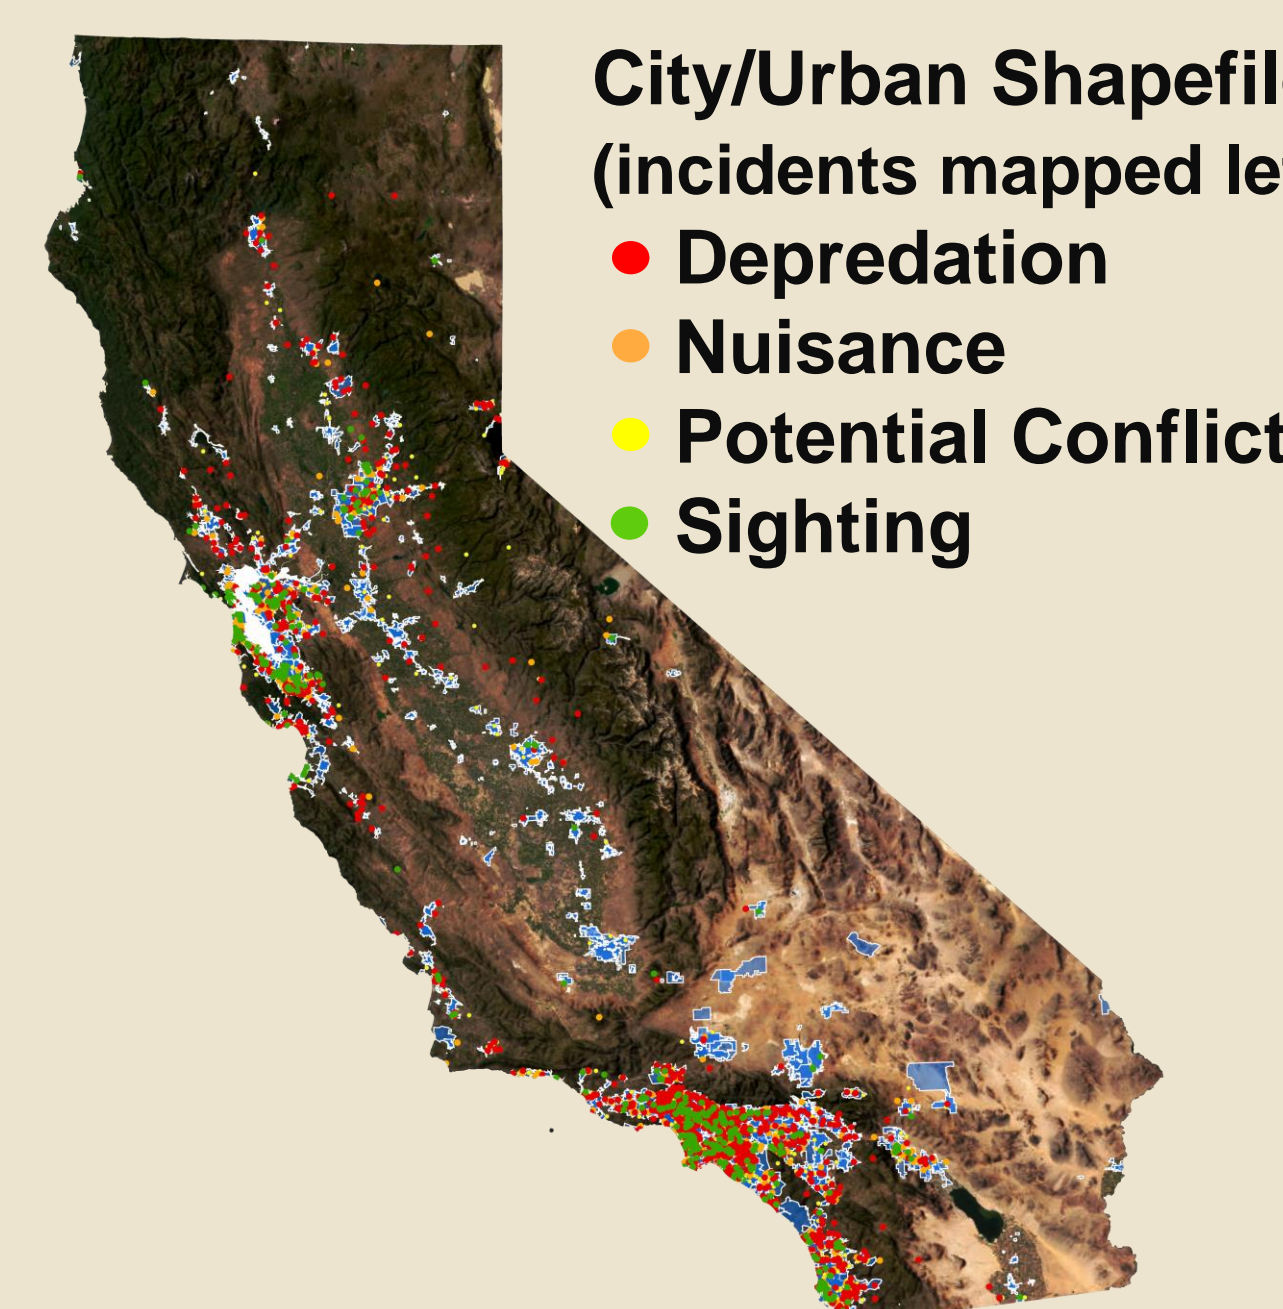 City/Urban Shapefil
(incidents mapped le
Depredation
Nuisance
Potential Conflict
Sighting